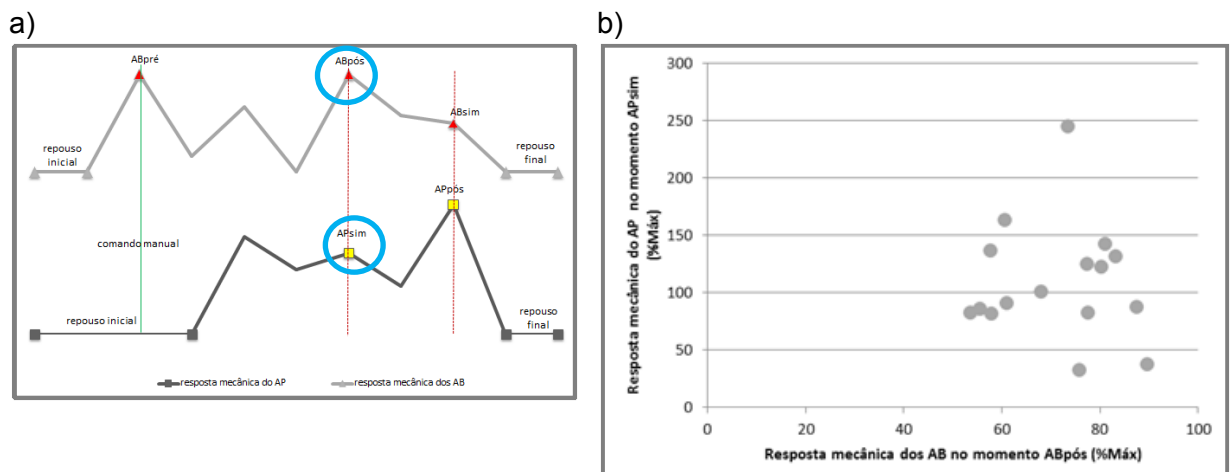 a)
ABpré
ABpós
ABsim
repouso
inicial
repouso
final
APpós
APsim
comando manual
repouso inicial
repouso
final
resposta mecânica do AP
resposta mecânica dos AB
b)
Resposta mecânica do AP no momento APsim
(%Máx)
300
250
200
150
100
50
0
0 20 40 60 80 100
Resposta mecânica dos AB no momento ABpós (%Máx)